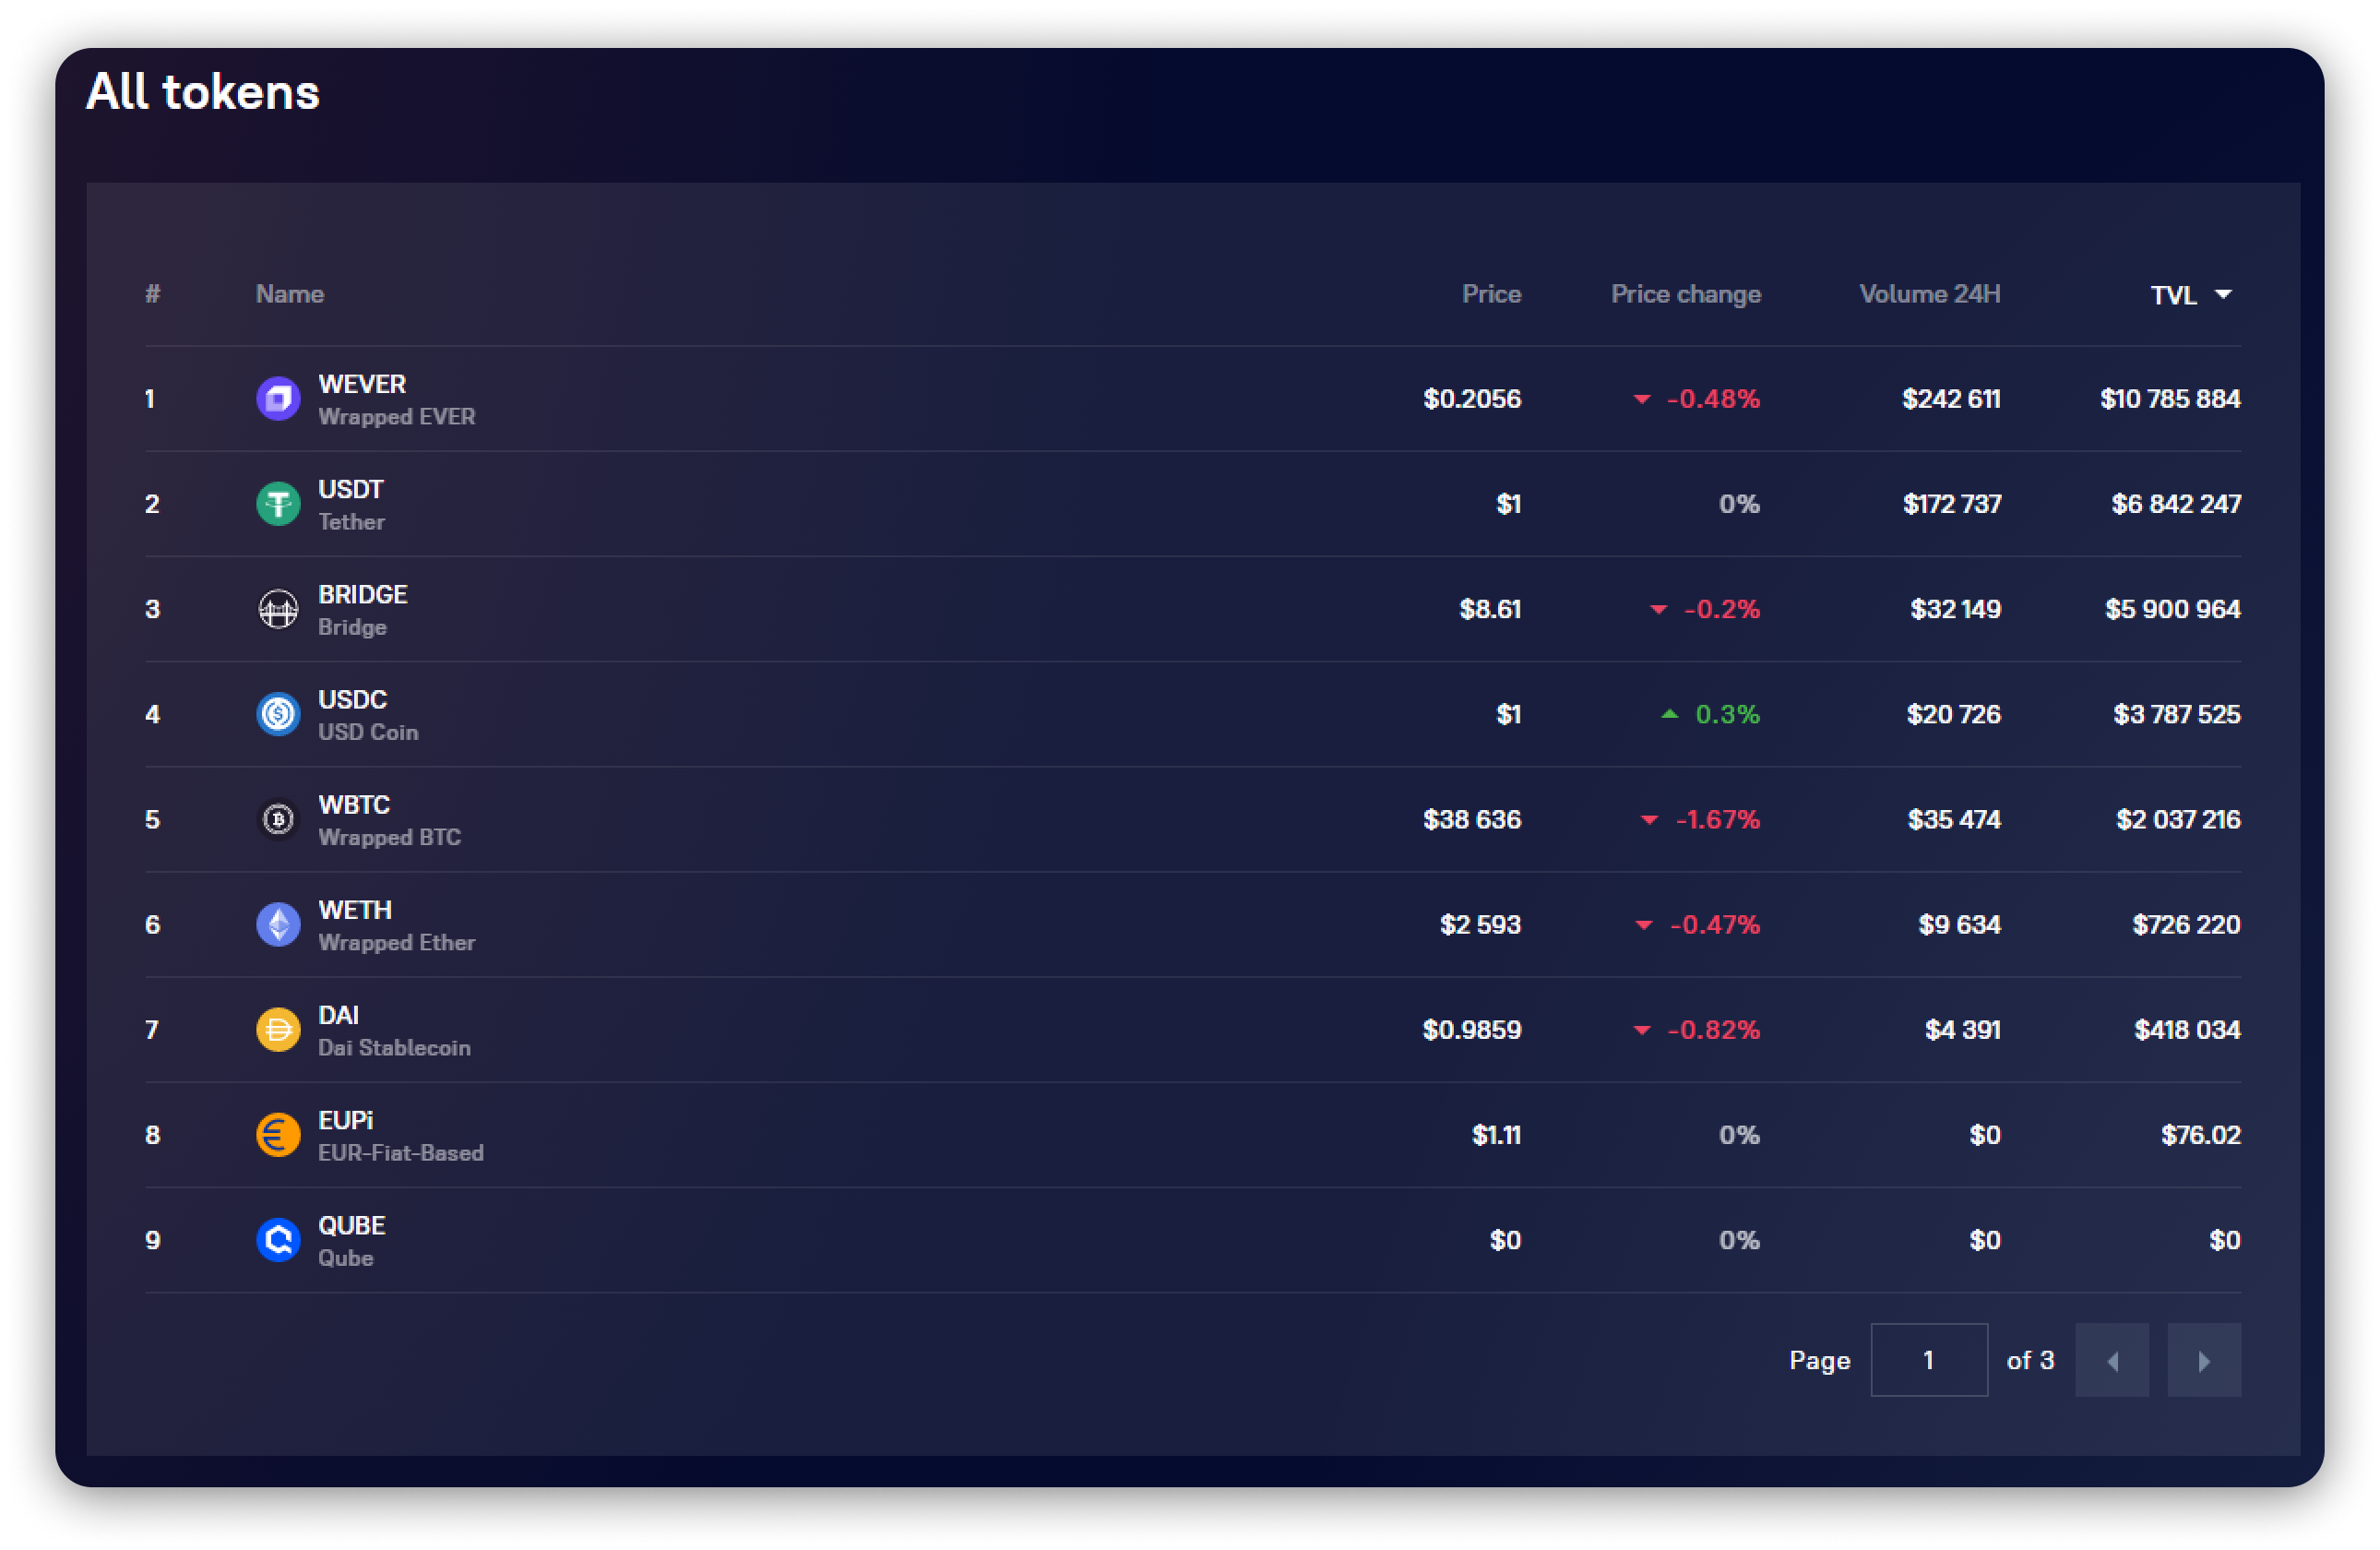 All tokens
# Name Price Price change Volume 24H TVL
1 WEVER $0.2056 -0.48% $242 611 $10 785 884
Wrapped EVER
2 USDT $1 0% $172 737 $6 842 247
Tether
3 BRIDGE $8.61 -0.2% $32 149 $5 900 964
Bridge
4 USDC $1 0.3% $20 726 $3 787 525
USD Coin
5 WBTC $38 636 -1.67% $35 474 $2 037 216
Wrapped BTC
6 WETH $2 593 -0.47% $9 634 $726 220
Wrapped Ether
7 DAI $0.9859 -0.82% $4 391 $418 034
Dai Stablecoin
8 EUPi $1.11 0% $0 $76.02
EUR-Fiat-Based
9 QUBE $0 0% $0 $0
Qube
Page 1 of 3